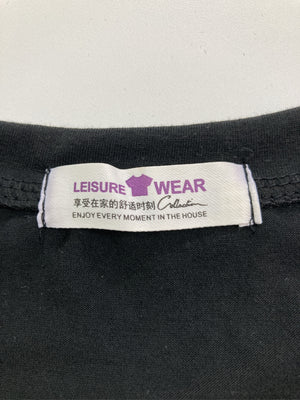 LEISURE WEAR
享受在家的舒适时刻 Collection
ENJOY EVERY MOMENT IN THE HOUSE